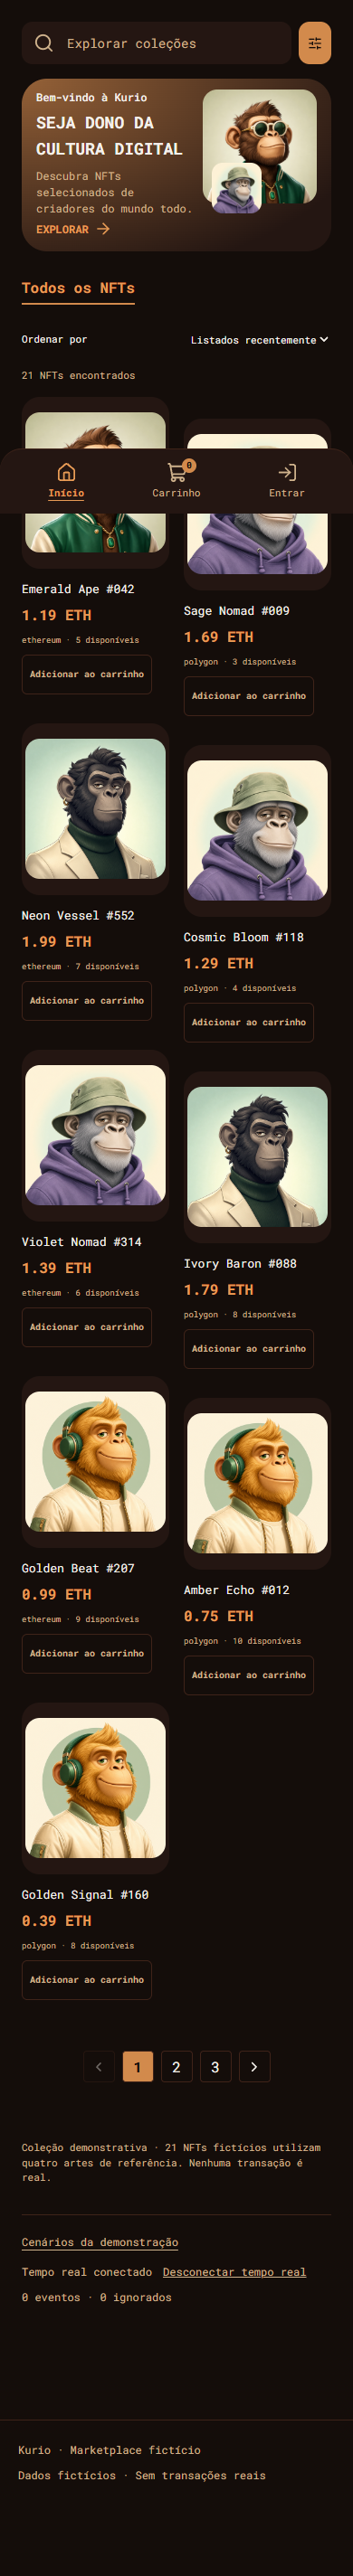 Explorar coleções
Bem-vindo à Kurio
SEJA DONO DA
CULTURA DIGITAL
Descubra NFTs
selecionados de
criadores do mundo todo.
EXPLORAR
Todos os NFTs
Ordenar por
Listados recentemente
21 NFTs encontrados
0
Início
Carrinho
Entrar
Emerald Ape #042
1.19 ETH
ethereum · 5 disponíveis
Adicionar ao carrinho
Sage Nomad #009
1.69 ETH
polygon · 3 disponíveis
Adicionar ao carrinho
Neon Vessel #552
1.99 ETH
ethereum · 7 disponíveis
Adicionar ao carrinho
Cosmic Bloom #118
1.29 ETH
polygon · 4 disponíveis
Adicionar ao carrinho
Violet Nomad #314
1.39 ETH
ethereum · 6 disponíveis
Adicionar ao carrinho
Ivory Baron #088
1.79 ETH
polygon · 8 disponíveis
Adicionar ao carrinho
Golden Beat #207
0.99 ETH
ethereum · 9 disponíveis
Adicionar ao carrinho
Amber Echo #012
0.75 ETH
polygon · 10 disponíveis
Adicionar ao carrinho
Golden Signal #160
0.39 ETH
polygon · 8 disponíveis
Adicionar ao carrinho
1 2 3
Coleção demonstrativa · 21 NFTs fictícios utilizam
quatro artes de referência. Nenhuma transação é
real.
Cenários da demonstração
Tempo real conectado Desconectar tempo real
0 eventos · 0 ignorados
Kurio · Marketplace fictício
Dados fictícios · Sem transações reais